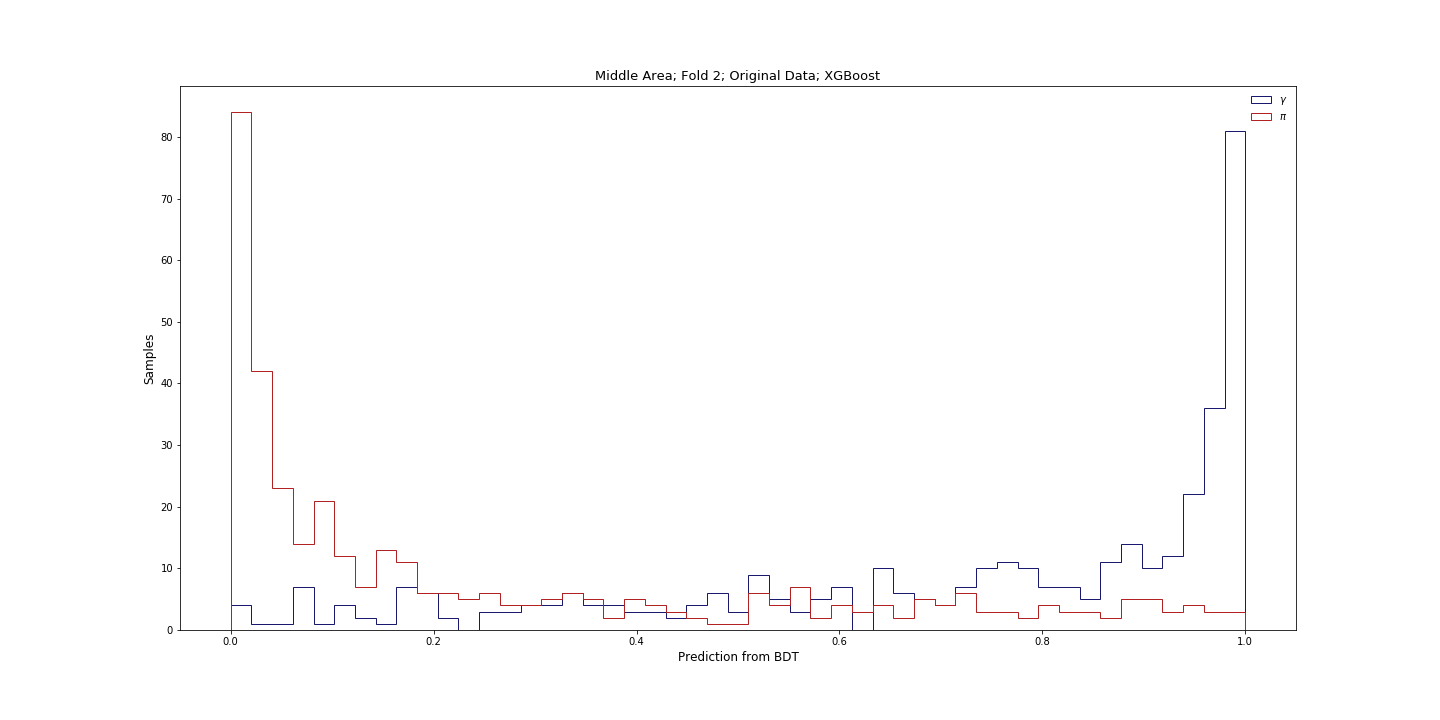 Middle Area; Fold 2; Original Data; XGBoost
γ
π
80
70
60
50
40
30
20
10
0
Samples
0.0 0.2 0.4 0.6 0.8 1.0
Prediction from BDT